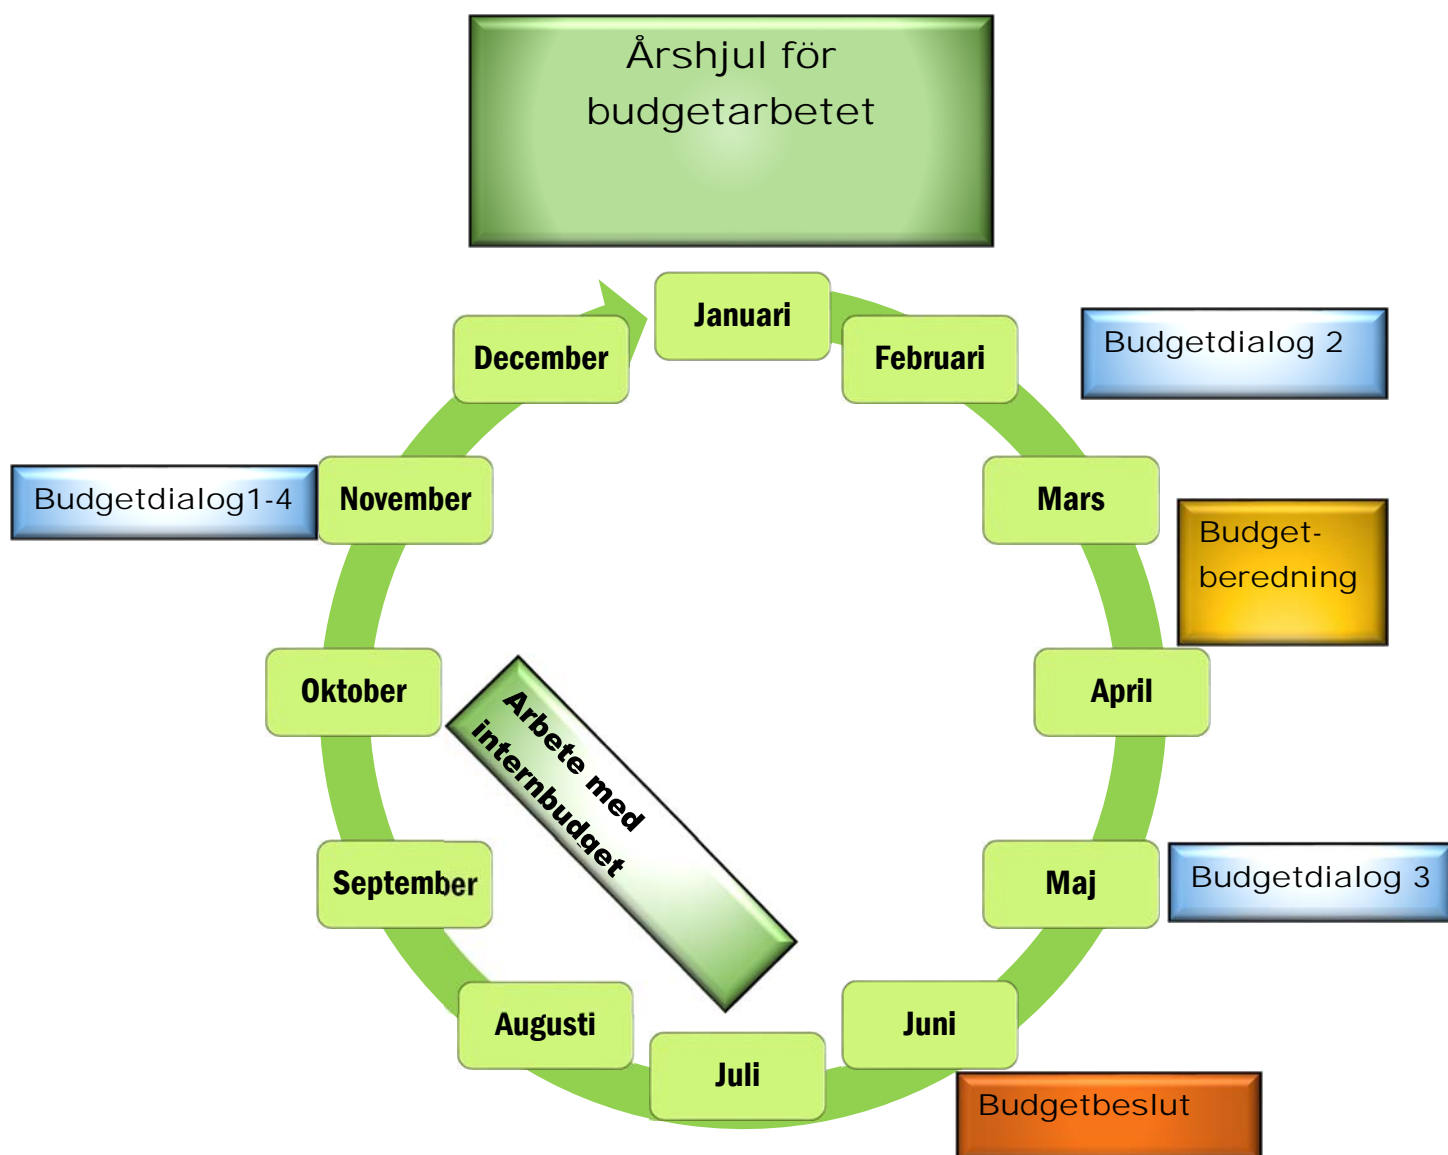 Årshjul för
budgetarbetet
Januari
Februari
Budgetdialog 2
Mars
Budget-
beredning
April
Maj
Budgetdialog 3
Juni
Budgetbeslut
Juli
Augusti
September
Oktober
Arbete med
internbudget
November
Budgetdialog1-4
December